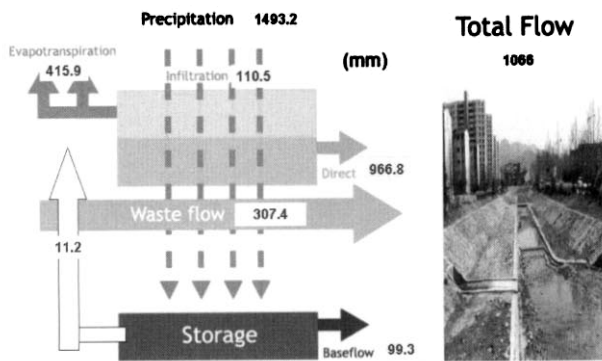 Precipitation 1493.2
Total Flow
1066
Evapotranspiration
415.9
Infiltration 110.5
(mm)
Direct 966.8
Waste flow 307.4
11.2
Storage
Baseflow 99.3